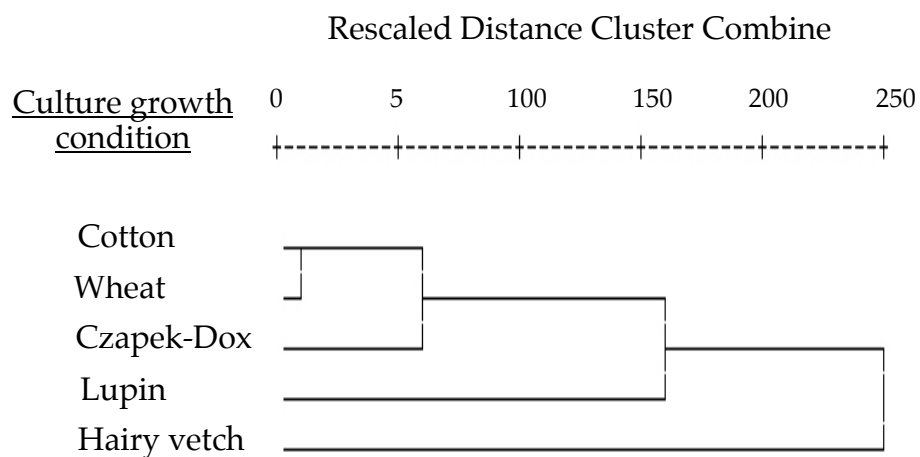 Rescaled Distance Cluster Combine
Culture growth
condition
0 5 100 150 200 250
Cotton
Wheat
Czapek-Dox
Lupin
Hairy vetch